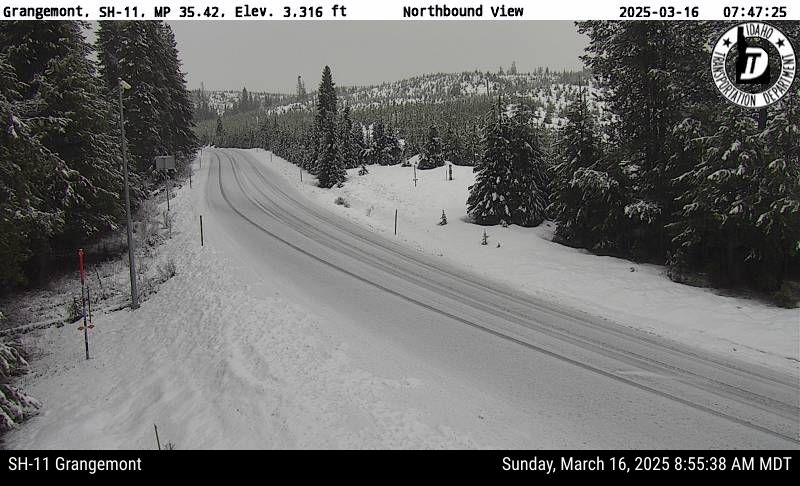 Grangemont, SH-11, MP 35.42, Elev. 3,316 ft Northbound View 2025-03-16 07:47:25
IDAHO
TRANSPORTATION DEPARTMENT
SH-11 Grangemont Sunday, March 16, 2025 8:55:38 AM MDT